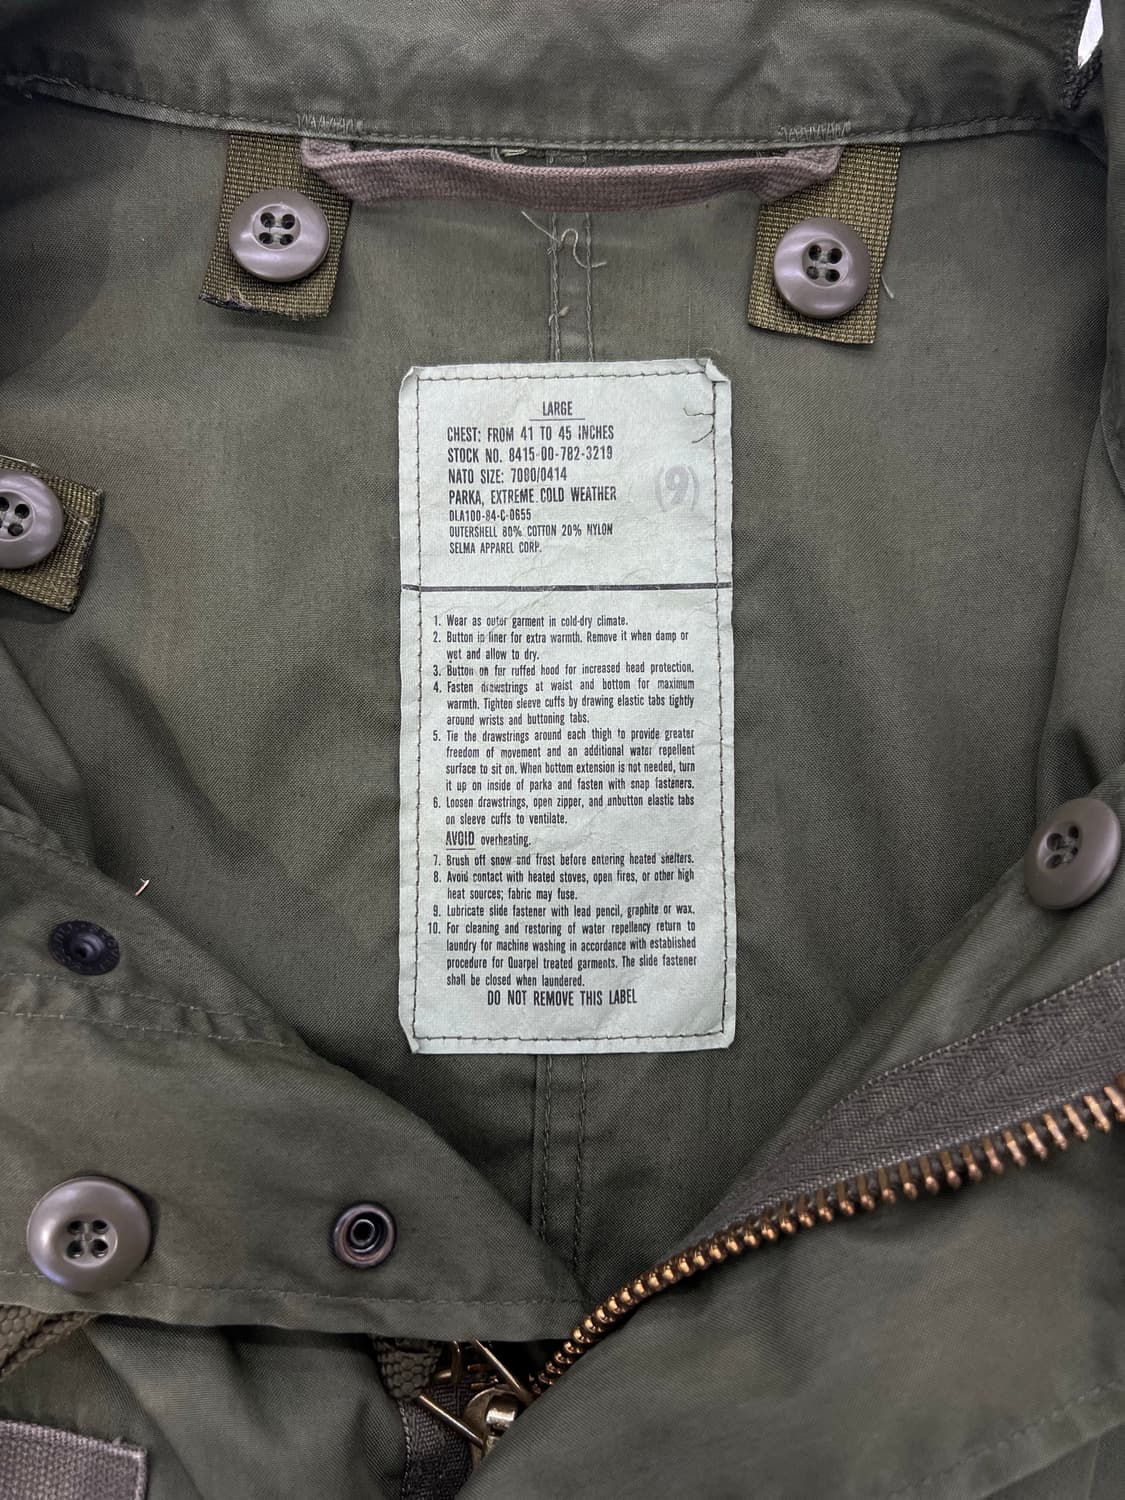 LARGE
CHEST: FROM 41 TO 45 INCHES
STOCK NO. 8415-00-782-3219
NATO SIZE: 7080/0414
(9)
PARKA, EXTREME COLD WEATHER
DLA100-84-C-0655
OUTERSHELL 80% COTTON 20% NYLON
SELMA APPAREL CORP.
1. Wear as outer garment in cold-dry climate.
2. Button in liner for extra warmth. Remove it when damp or
wet and allow to dry.
3. Button on fur ruffed hood for increased head protection.
4. Fasten drawstrings at waist and bottom for maximum
warmth. Tighten sleeve cuffs by drawing elastic tabs tightly
around wrists and buttoning tabs.
5. Tie the drawstrings around each thigh to provide greater
freedom of movement and an additional water repellent
surface to sit on. When bottom extension is not needed, turn
it up on inside of parka and fasten with snap fasteners.
6. Loosen drawstrings, open zipper, and unbutton elastic tabs
on sleeve cuffs to ventilate.
AVOID overheating.
7. Brush off snow and frost before entering heated shelters.
8. Avoid contact with heated stoves, open fires, or other high
heat sources; fabric may fuse.
9. Lubricate slide fastener with lead pencil, graphite or wax.
10. For cleaning and restoring of water repellency return to
laundry for machine washing in accordance with established
procedure for Quarpel treated garments. The slide fastener
shall be closed when laundered.
DO NOT REMOVE THIS LABEL